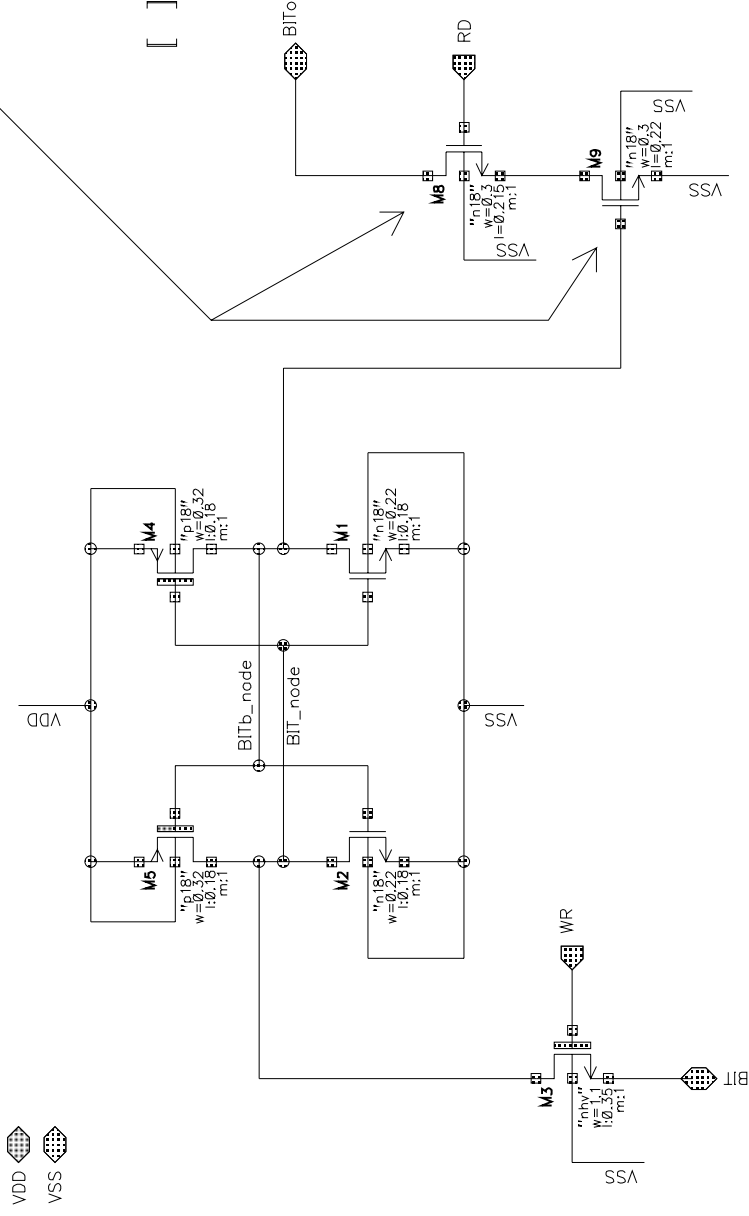 BITo
RD
M8
"n18"
w=0.3
l=0.215
m:1
VSS
M9
"n18"
w=0.3
l=0.22
m:1
VSS
VSS
M4
"p18"
w=0.32
l:0.18
m:1
M1
"n18"
w=0.22
l:0.18
m:1
VDD
BITb_node
BIT_node
VSS
M5
"p18"
w=0.32
l:0.18
m:1
M2
"n18"
w=0.22
l:0.18
m:1
WR
M3
"nhv"
w=1.1
l:0.35
m:1
VSS
BIT
VDD
VSS